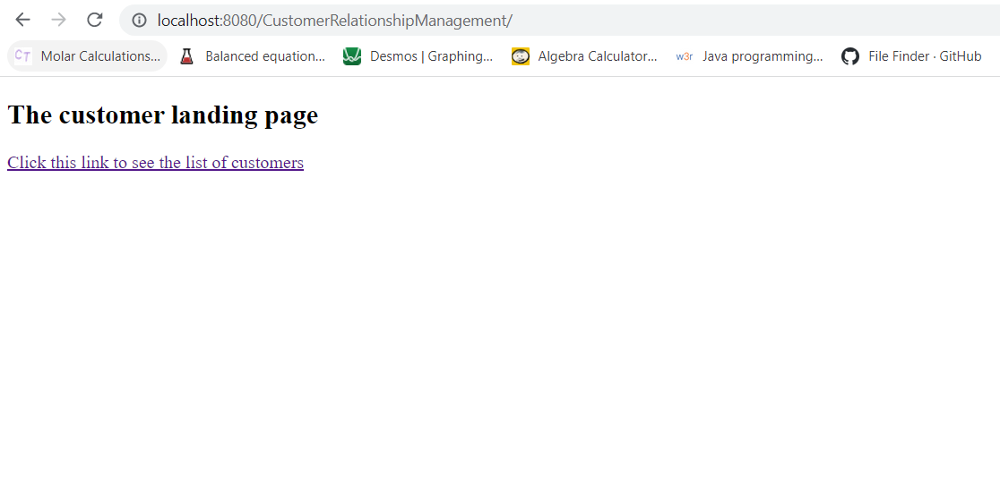 localhost:8080/CustomerRelationshipManagement/
CT Molar Calculations... Balanced equation... Desmos | Graphing... Algebra Calculator... w3r Java programming... File Finder · GitHub
The customer landing page
Click this link to see the list of customers